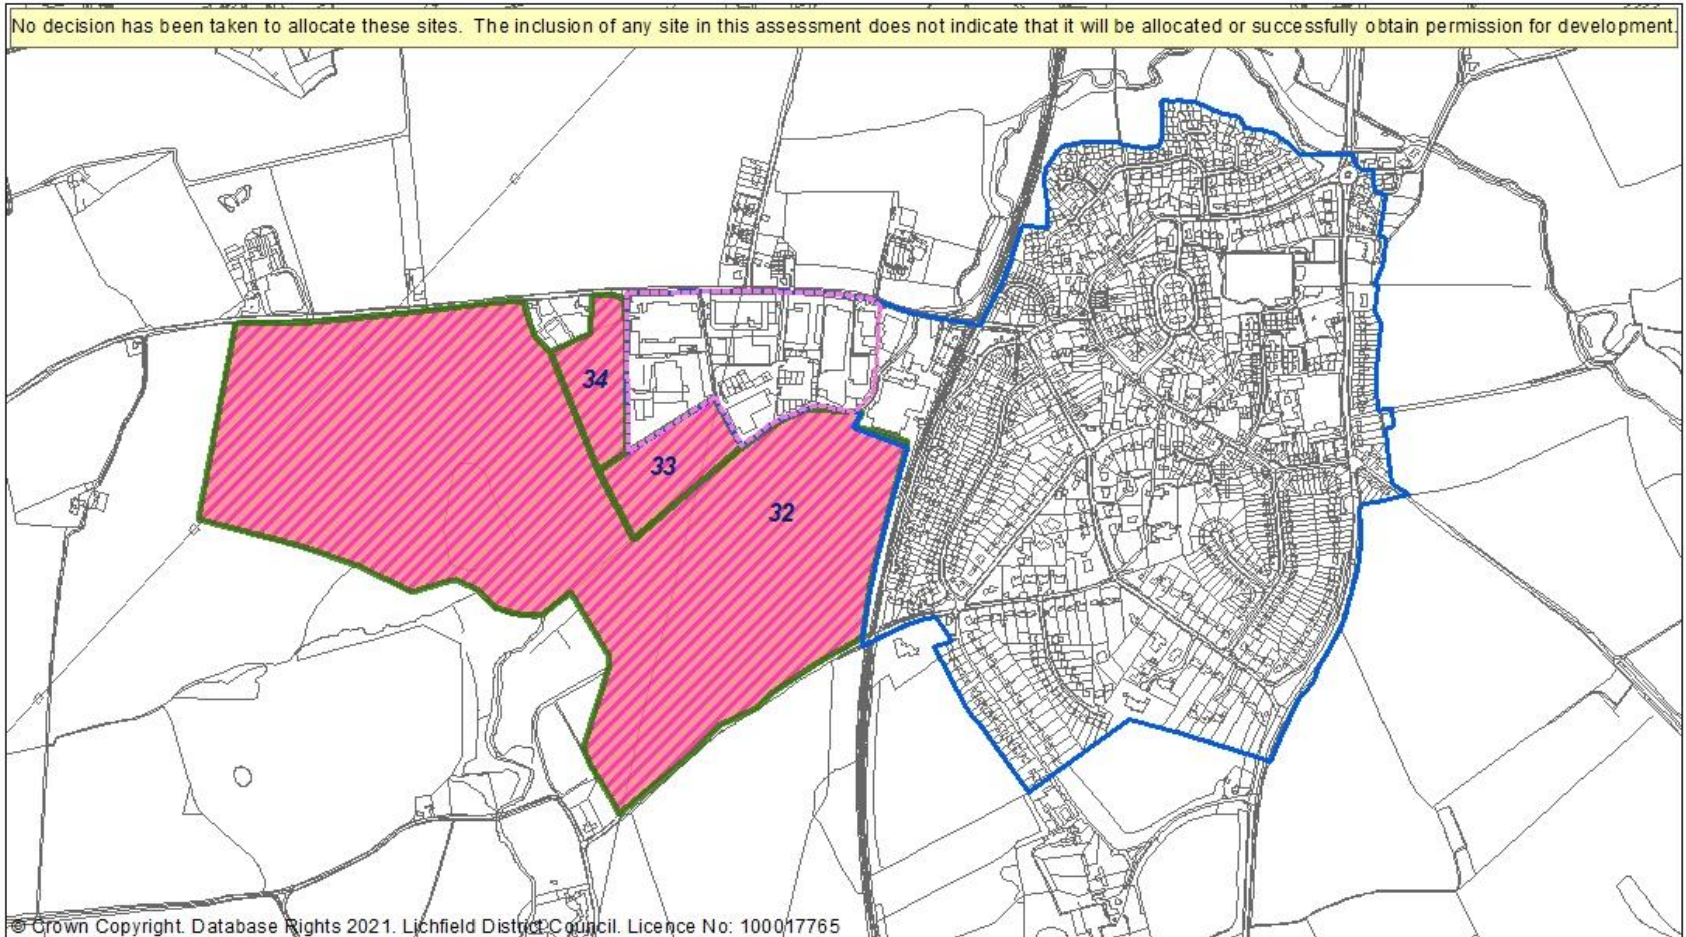 No decision has been taken to allocate these sites. The inclusion of any site in this assessment does not indicate that it will be allocated or successfully obtain permission for development.
34
33
32
© Crown Copyright. Database Rights 2021. Lichfield District Council. Licence No: 100017765